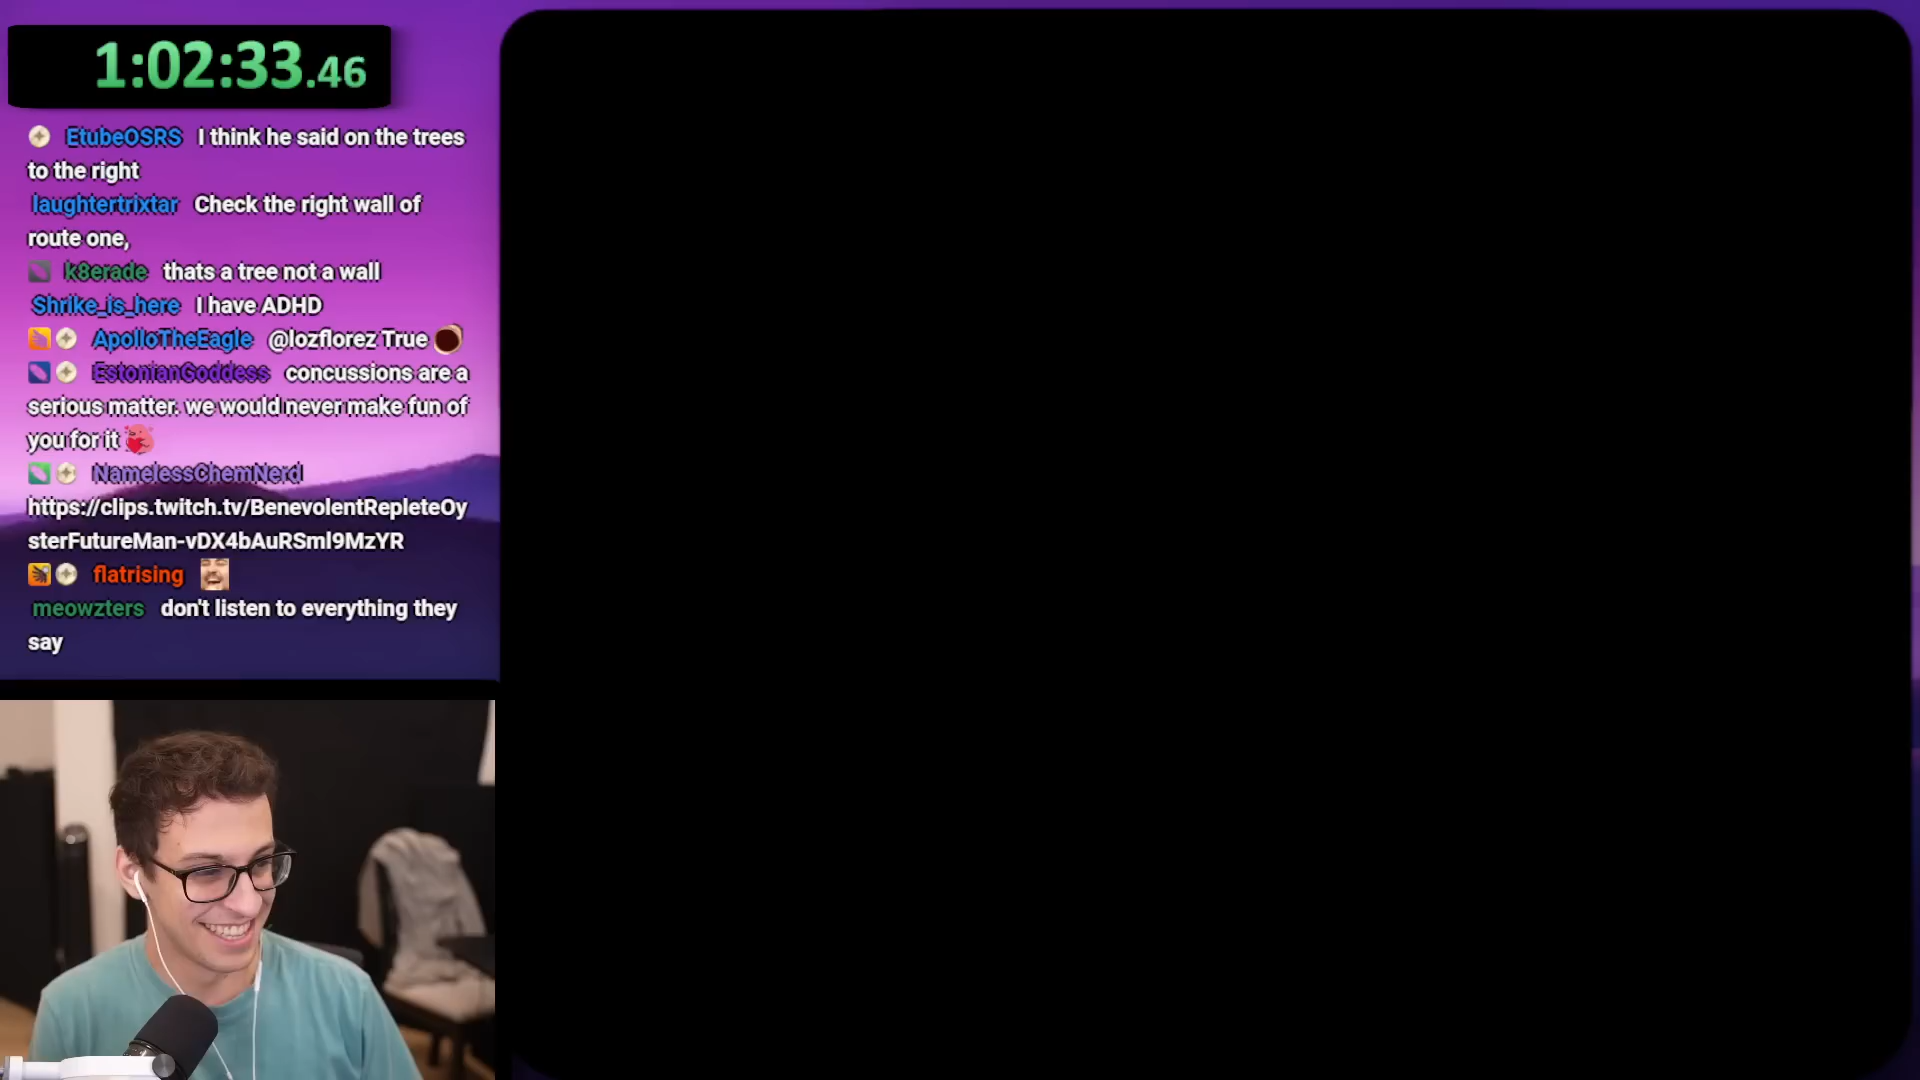 1:02:33.46
EtubeOSRS I think he said on the trees
to the right
laughtertrixtar Check the right wall of
route one,
k8erade thats a tree not a wall
Shrike_is_here I have ADHD
ApolloTheEagle @lozflorez True
EstonianGoddess concussions are a
serious matter. we would never make fun of
you for it
NamelessChemNerd
https://clips.twitch.tv/BenevolentRepleteOy
sterFutureMan-vDX4bAuRSml9MzYR
flatrising
meowzters don't listen to everything they
say